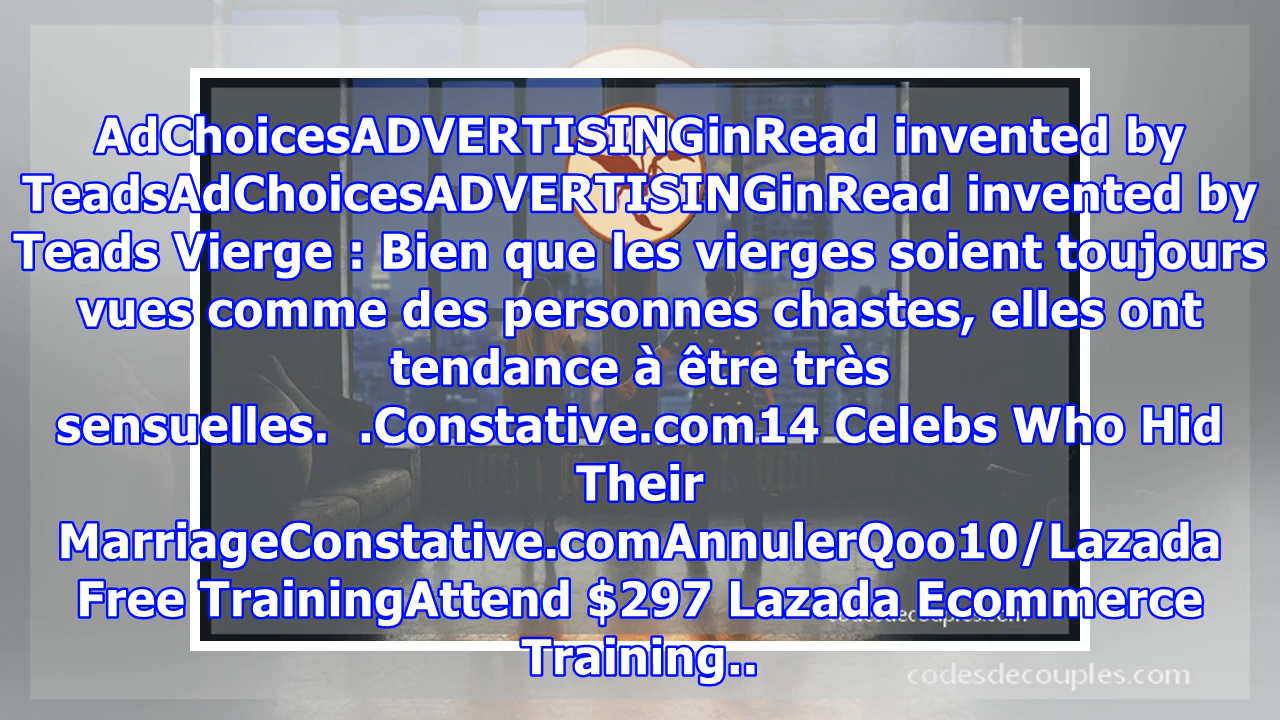 AdChoicesADVERTISINGinRead invented by
TeadsAdChoicesADVERTISINGinRead invented by
Teads Vierge : Bien que les vierges soient toujours
vues comme des personnes chastes, elles ont
tendance à être très
sensuelles.  .Constative.com14 Celebs Who Hid
Their
MarriageConstative.comAnnulerQoo10/Lazada
Free TrainingAttend $297 Lazada Ecommerce
codesdecouples.com
Training..
codesdecouples.com